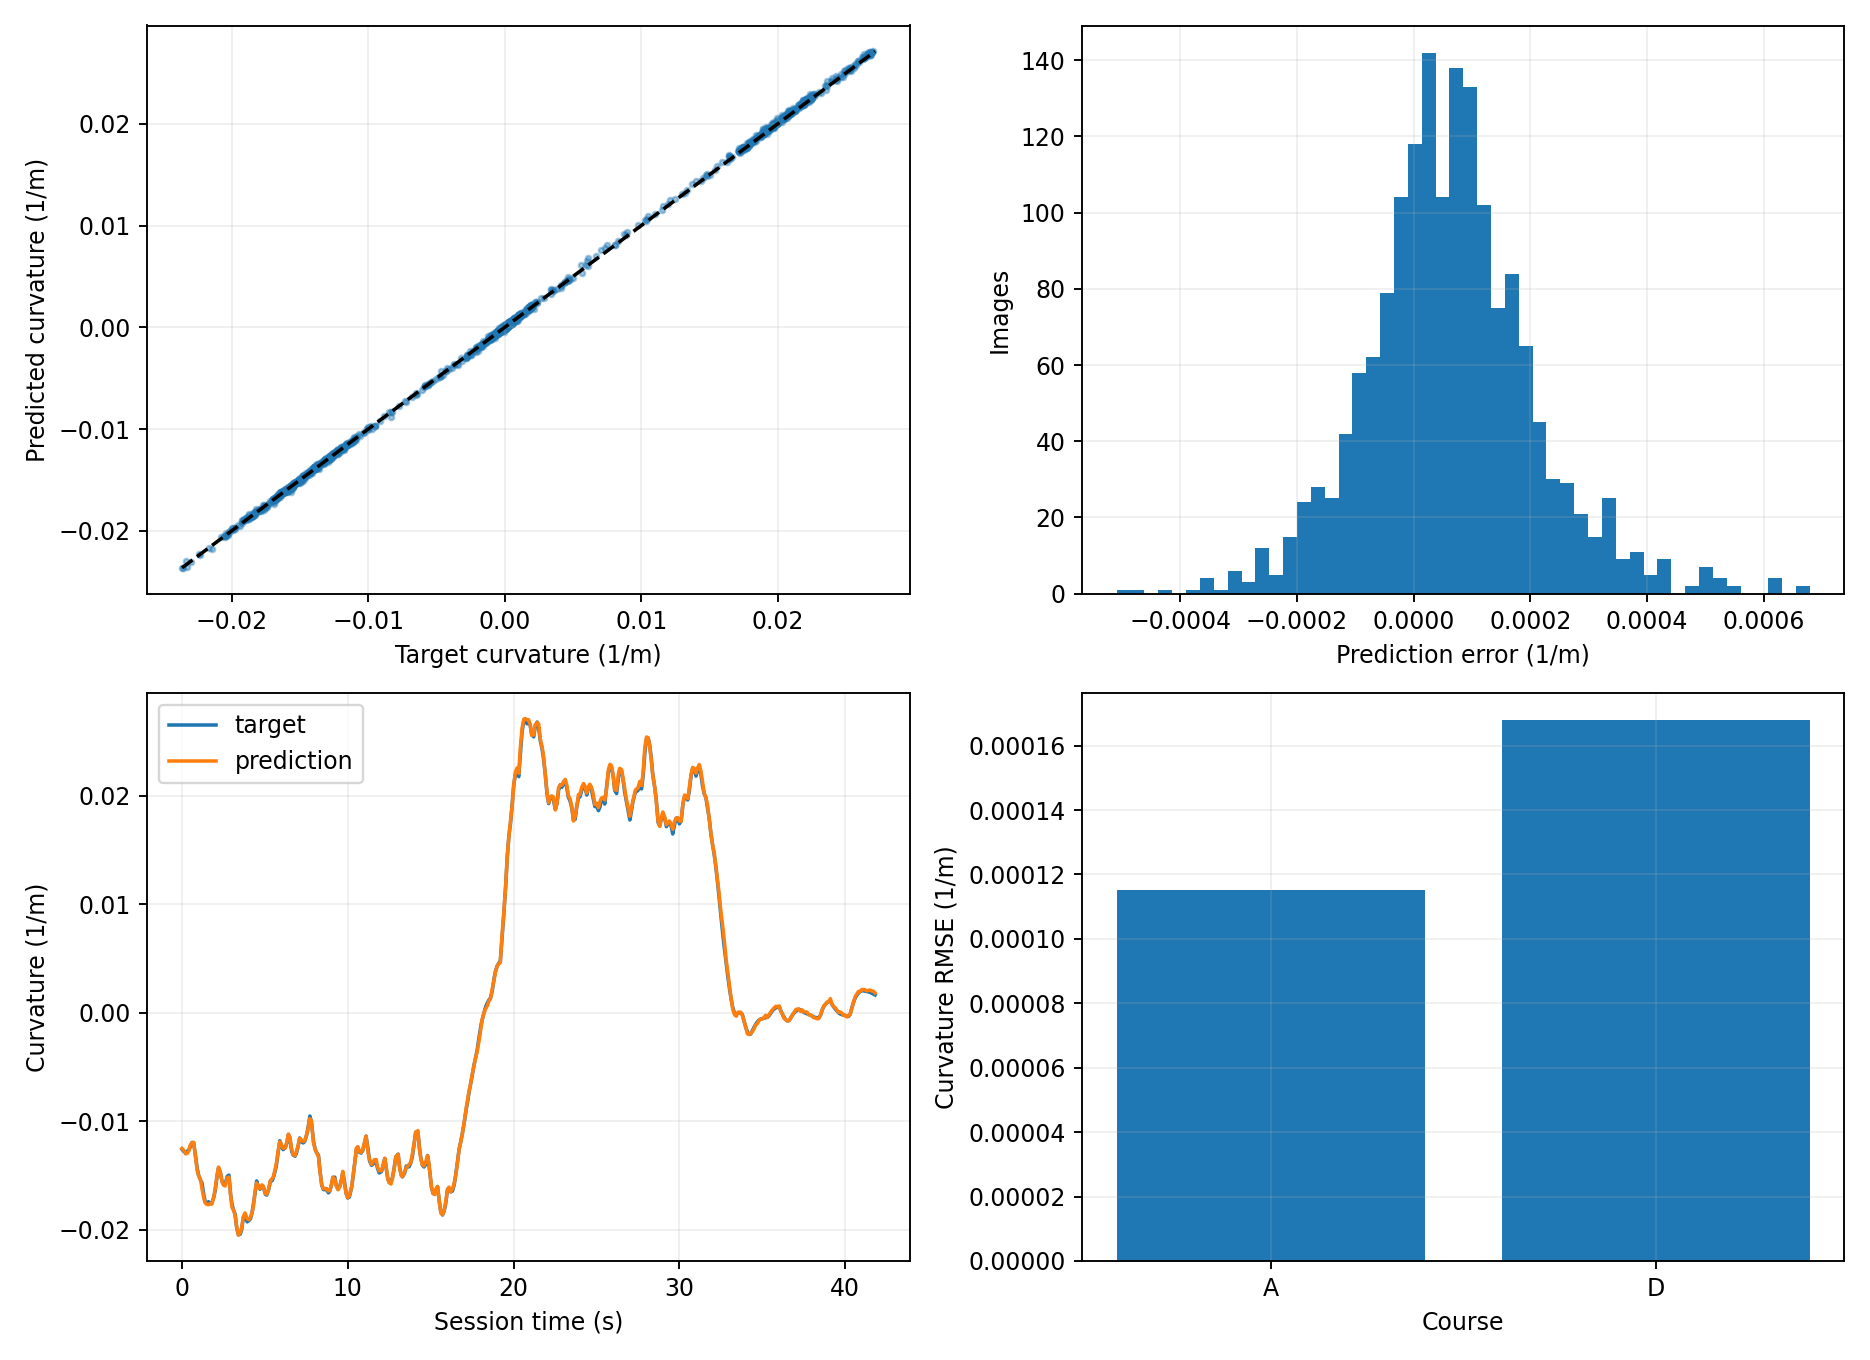 0.02
0.01
0.00
−0.01
−0.02
Predicted curvature (1/m)
−0.02 −0.01 0.00 0.01 0.02
Target curvature (1/m)
140
120
100
80
60
40
20
0
Images
−0.0004 −0.0002 0.0000 0.0002 0.0004 0.0006
Prediction error (1/m)
target
prediction
0.02
0.01
0.00
−0.01
−0.02
Curvature (1/m)
0 10 20 30 40
Session time (s)
0.00016
0.00014
0.00012
0.00010
0.00008
0.00006
0.00004
0.00002
0.00000
Curvature RMSE (1/m)
A D
Course